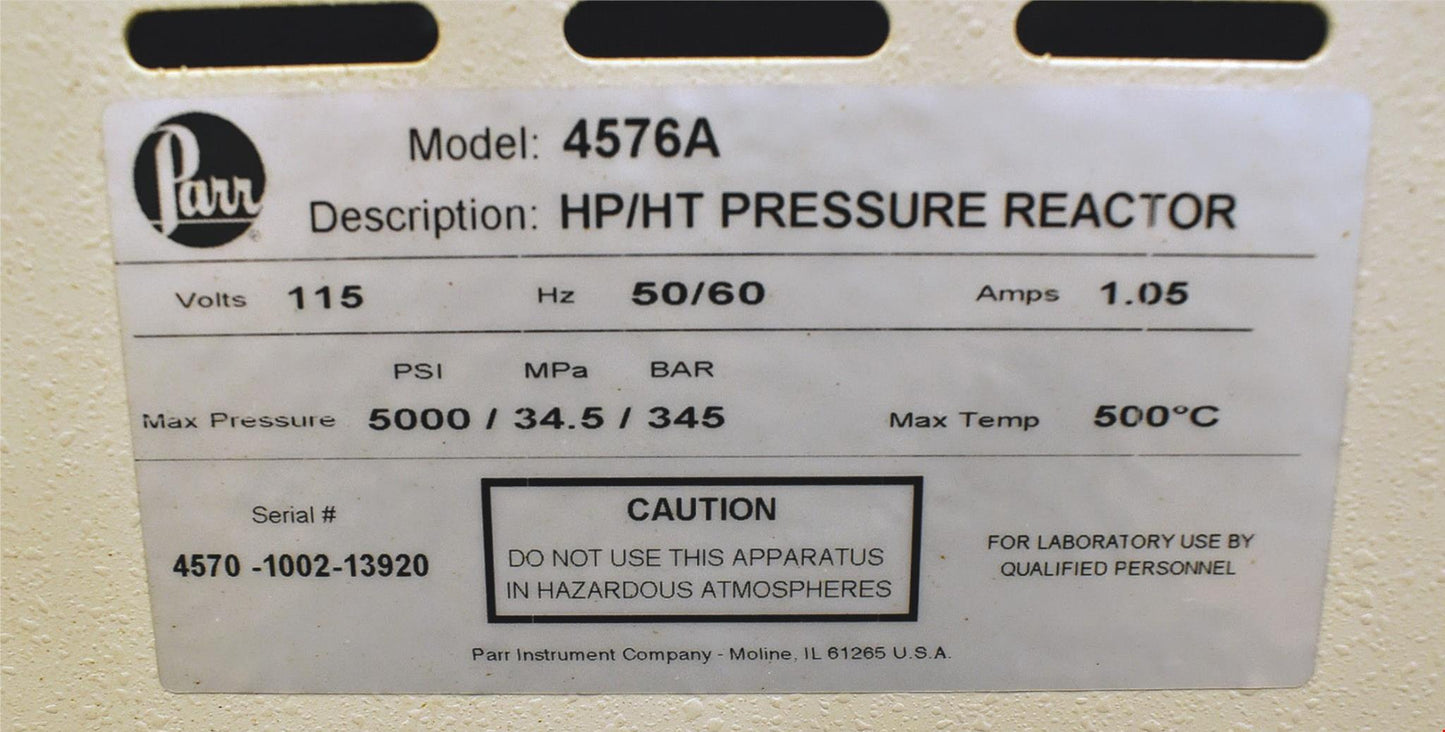 Parr®
Model: 4576A
Description: HP/HT PRESSURE REACTOR
Volts 115 Hz 50/60 Amps 1.05
PSI MPa BAR
Max Pressure 5000 / 34.5 / 345 Max Temp 500°C
Serial #
4570 -1002-13920
CAUTION
DO NOT USE THIS APPARATUS
IN HAZARDOUS ATMOSPHERES
FOR LABORATORY USE BY
QUALIFIED PERSONNEL
Parr Instrument Company - Moline, IL 61265 U.S.A.